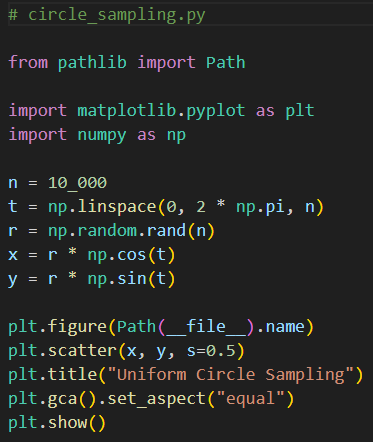 # circle_sampling.py
from pathlib import Path
import matplotlib.pyplot as plt
import numpy as np
n = 10_000
t = np.linspace(0, 2 * np.pi, n)
r = np.random.rand(n)
x = r * np.cos(t)
y = r * np.sin(t)
plt.figure(Path(__file__).name)
plt.scatter(x, y, s=0.5)
plt.title("Uniform Circle Sampling")
plt.gca().set_aspect("equal")
plt.show()